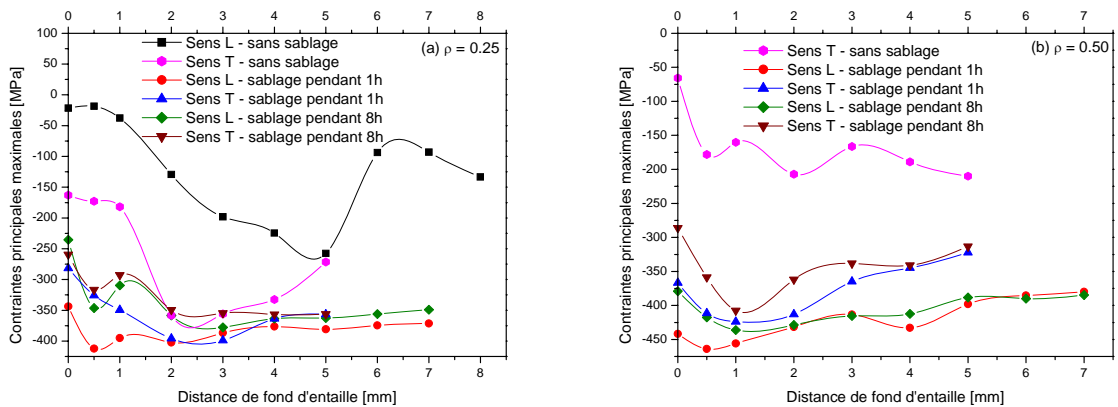 0 1 2 3 4 5 6 7 8
100
50
0
-50
-100
-150
-200
-250
-300
-350
-400
Contraintes principales maximales [MPa]
Sens L - sans sablage
Sens T - sans sablage
Sens L - sablage pendant 1h
Sens T - sablage pendant 1h
Sens L - sablage pendant 8h
Sens T - sablage pendant 8h
(a) ρ = 0.25
0 1 2 3 4 5 6 7 8
Distance de fond d'entaille [mm]
0 1 2 3 4 5 6 7
0
-50
-100
-150
-200
-250
-300
-350
-400
-450
Contraintes principales maximales [MPa]
Sens T - sans sablage
Sens L - sablage pendant 1h
Sens T - sablage pendant 1h
Sens L - sablage pendant 8h
Sens T - sablage pendant 8h
(b) ρ = 0.50
0 1 2 3 4 5 6 7
Distance de fond d'entaille [mm]